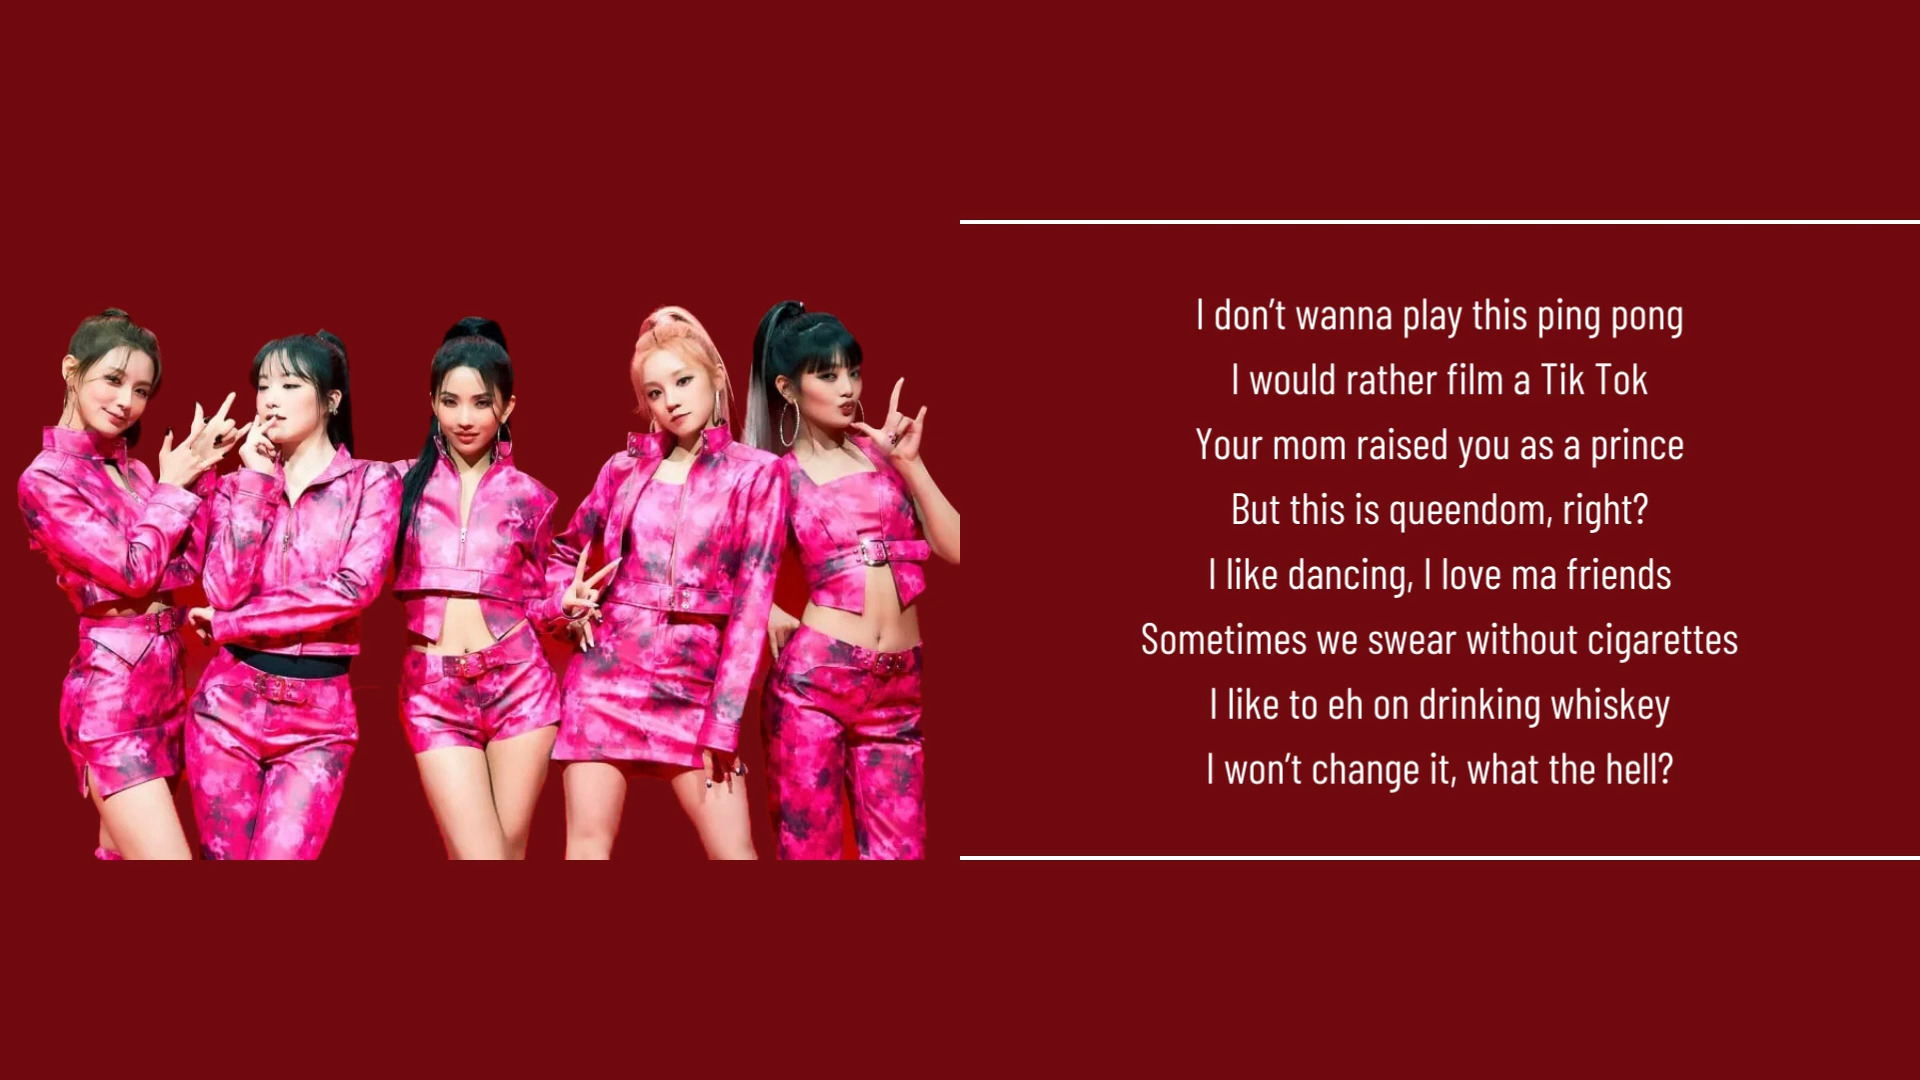 I don’t wanna play this ping pong
I would rather film a Tik Tok
Your mom raised you as a prince
But this is queendom, right?
I like dancing, I love ma friends
Sometimes we swear without cigarettes
I like to eh on drinking whiskey
I won’t change it, what the hell?